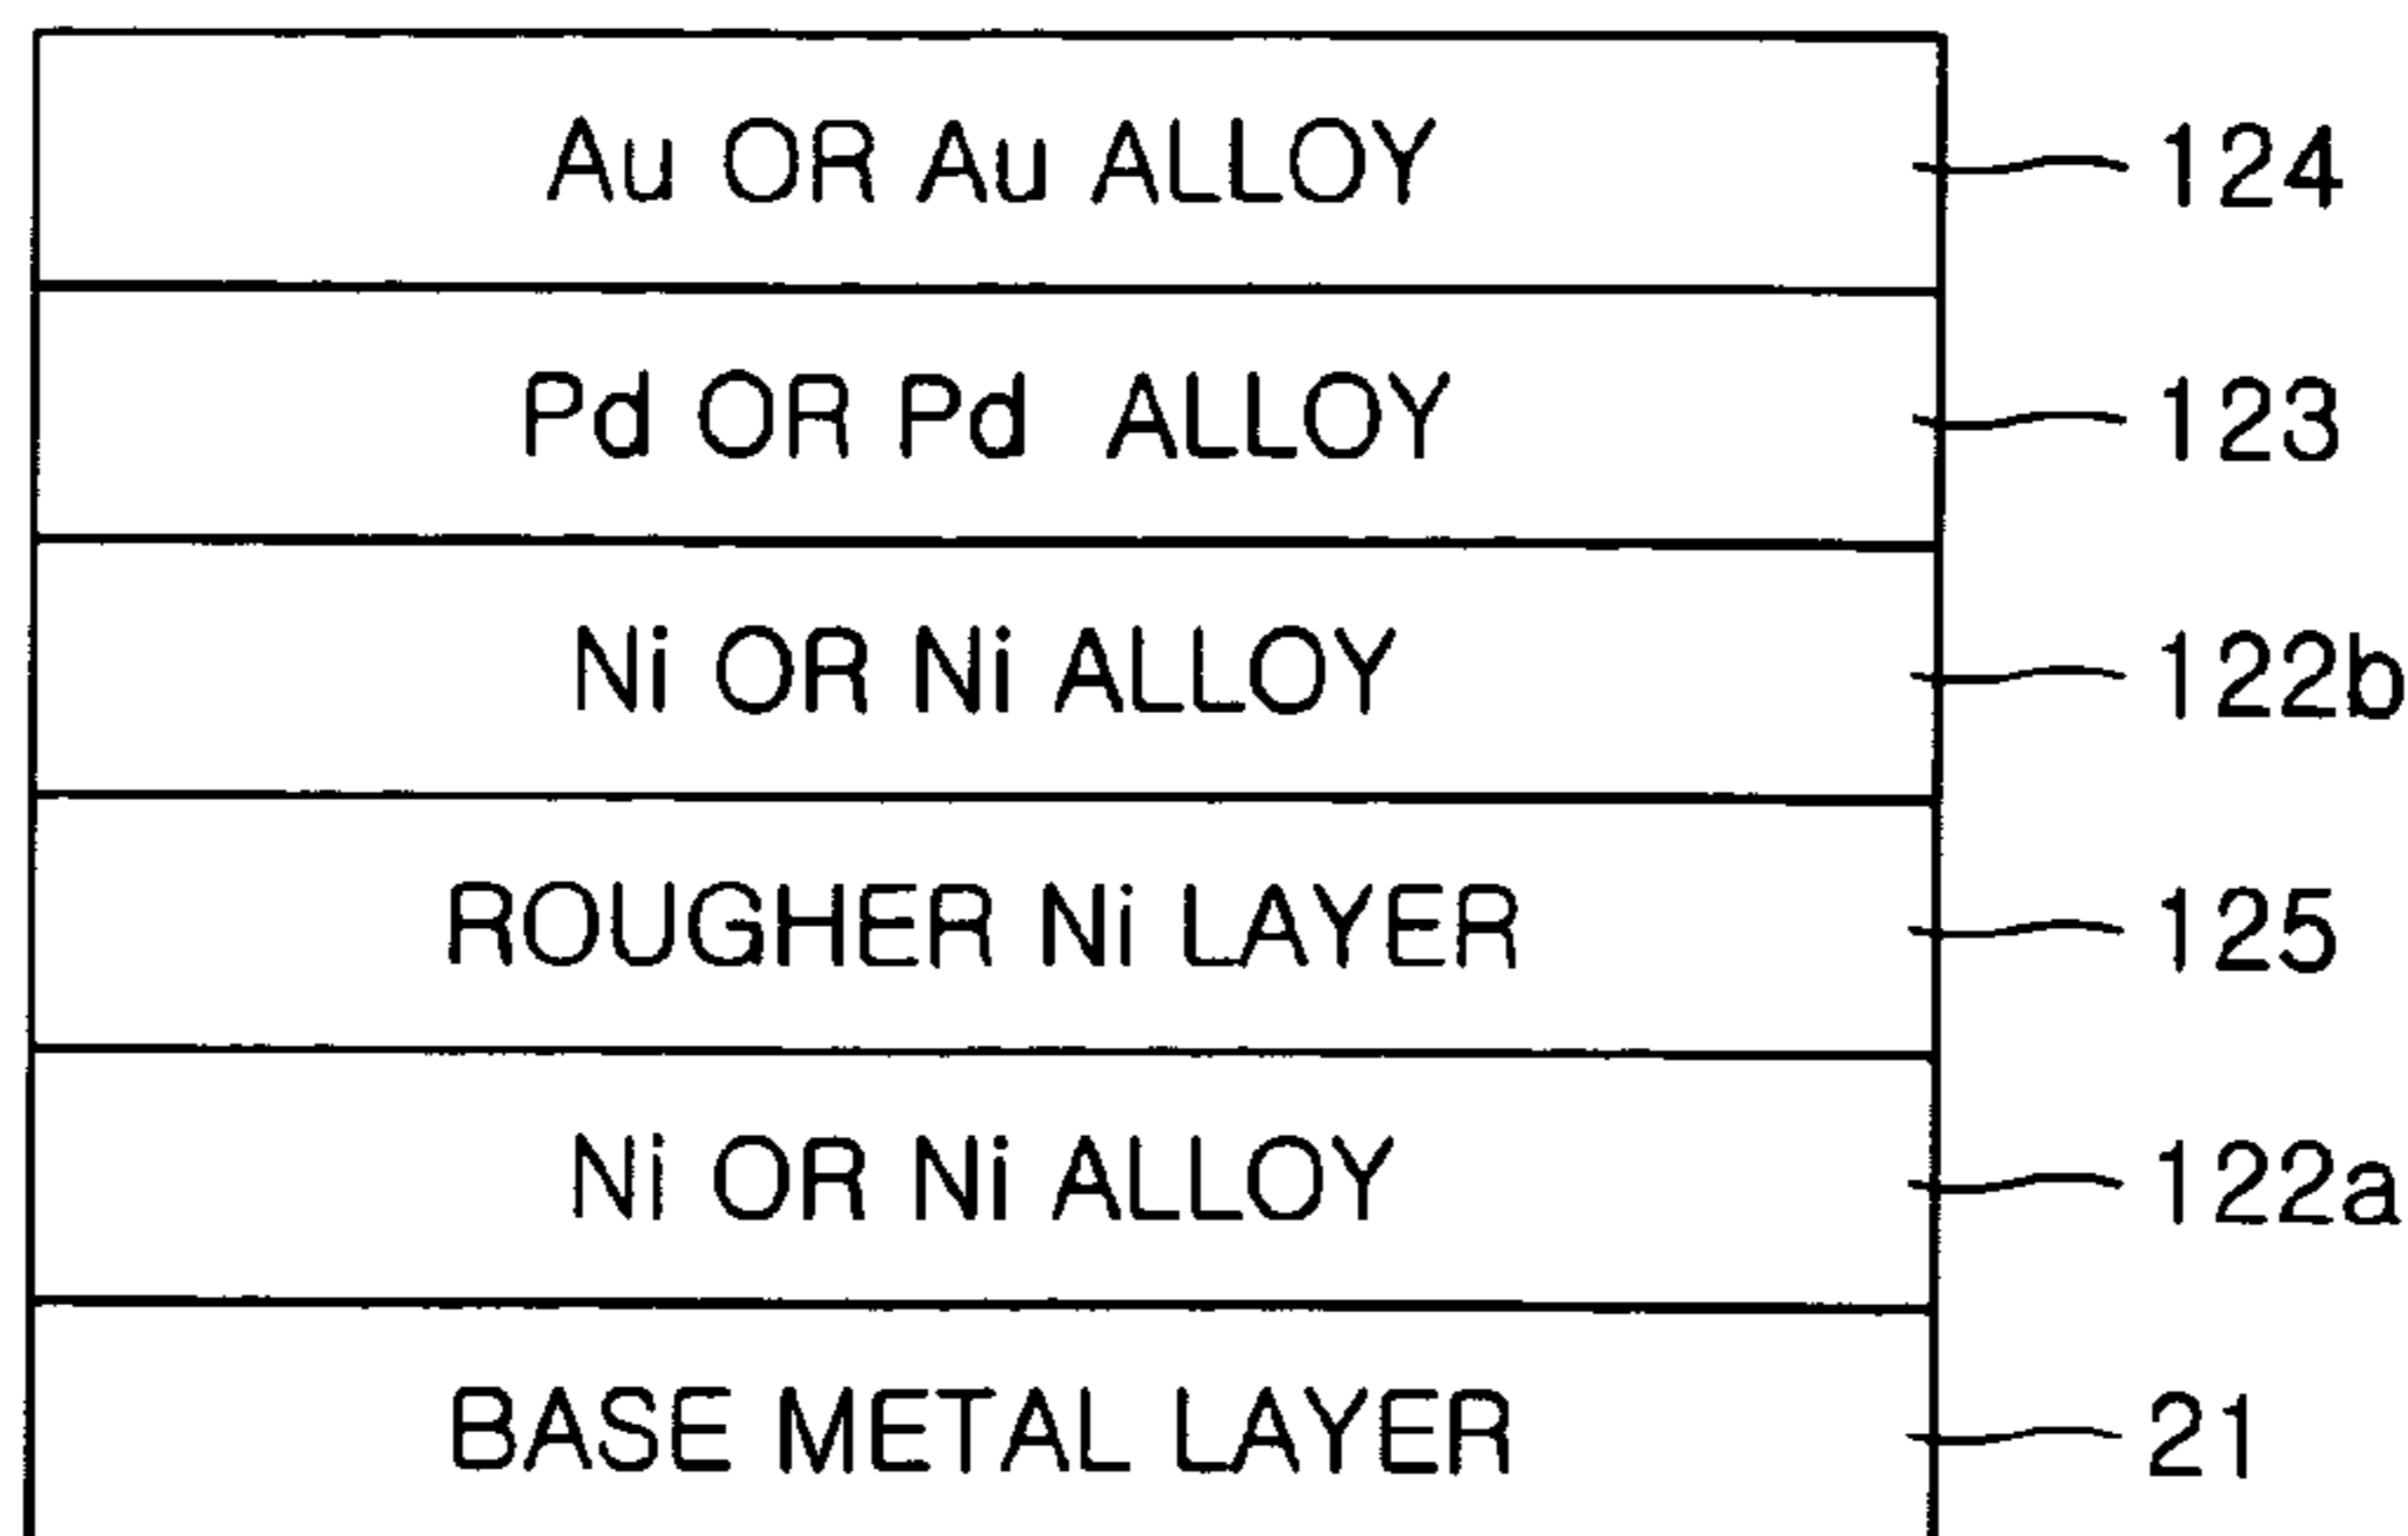 Au OR Au ALLOY 124
Pd OR Pd ALLOY 123
Ni OR Ni ALLOY 122b
ROUGHER Ni LAYER 125
Ni OR Ni ALLOY 122a
BASE METAL LAYER 21